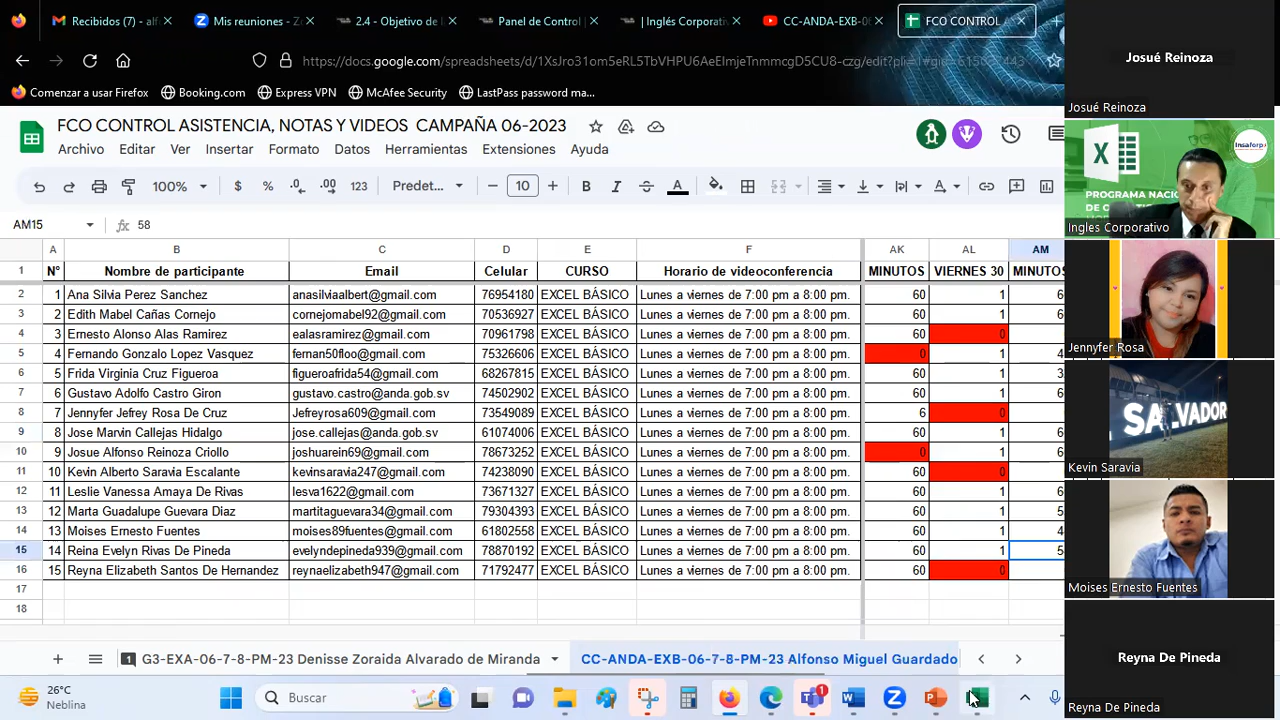 Recibidos (7) - alf
Mis reuniones - Z
2.4 - Objetivo de
Panel de Control
| Inglés Corporativ
CC-ANDA-EXB-0
FCO CONTROL A
https://docs.google.com/spreadsheets/d/
Comenzar a usar Firefox
Booking.com
Express VPN
McAfee Security
LastPass password ma...
FCO CONTROL ASISTENCIA, NOTAS Y VIDEOS CAMPAÑA 06-2023
Archivo Editar Ver Insertar Formato Datos Herramientas Extensiones Ayuda
100% $ % .0 .00 123 Predet... − 10 + B I A
AM15 fx 58
A B C D E F AK AL AM
1 N° Nombre de participante Email Celular CURSO Horario de videoconferencia MINUTOS VIERNES 30 MINUTOS
2 1 Ana Silvia Perez Sanchez anasilviaalbert@gmail.com 76954180 EXCEL BÁSICO Lunes a viernes de 7:00 pm a 8:00 pm. 60 1 6
3 2 Edith Mabel Cañas Cornejo cornejomabel92@gmail.com 70536927 EXCEL BÁSICO Lunes a viernes de 7:00 pm a 8:00 pm. 60 1 6
4 3 Ernesto Alonso Alas Ramirez ealasramirez@gmail.com 70961798 EXCEL BÁSICO Lunes a viernes de 7:00 pm a 8:00 pm. 60 0
5 4 Fernando Gonzalo Lopez Vasquez fernan50floo@gmail.com 75326606 EXCEL BÁSICO Lunes a viernes de 7:00 pm a 8:00 pm. 0 1 4
6 5 Frida Virginia Cruz Figueroa figueroafrida54@gmail.com 68267815 EXCEL BÁSICO Lunes a viernes de 7:00 pm a 8:00 pm. 60 1 3
7 6 Gustavo Adolfo Castro Giron gustavo.castro@anda.gob.sv 74502902 EXCEL BÁSICO Lunes a viernes de 7:00 pm a 8:00 pm. 60 1 6
8 7 Jennyfer Jefrey Rosa De Cruz Jefreyrosa609@gmail.com 73549089 EXCEL BÁSICO Lunes a viernes de 7:00 pm a 8:00 pm. 6 0
9 8 Jose Marvin Callejas Hidalgo jose.callejas@anda.gob.sv 61074006 EXCEL BÁSICO Lunes a viernes de 7:00 pm a 8:00 pm. 60 1 6
10 9 Josue Alfonso Reinoza Criollo joshuarein69@gmail.com 78673252 EXCEL BÁSICO Lunes a viernes de 7:00 pm a 8:00 pm. 0 1 6
11 10 Kevin Alberto Saravia Escalante kevinsaravia247@gmail.com 74238090 EXCEL BÁSICO Lunes a viernes de 7:00 pm a 8:00 pm. 60 0
12 11 Leslie Vanessa Amaya De Rivas lesva1622@gmail.com 73671327 EXCEL BÁSICO Lunes a viernes de 7:00 pm a 8:00 pm. 60 1 6
13 12 Marta Guadalupe Guevara Diaz martitaguevara34@gmail.com 79304393 EXCEL BÁSICO Lunes a viernes de 7:00 pm a 8:00 pm. 60 1 5
14 13 Moises Ernesto Fuentes moises89fuentes@gmail.com 61802558 EXCEL BÁSICO Lunes a viernes de 7:00 pm a 8:00 pm. 60 1 4
15 14 Reina Evelyn Rivas De Pineda evelyndepineda939@gmail.com 78870192 EXCEL BÁSICO Lunes a viernes de 7:00 pm a 8:00 pm. 60 1 5
16 15 Reyna Elizabeth Santos De Hernandez reynaelizabeth947@gmail.com 71792477 EXCEL BÁSICO Lunes a viernes de 7:00 pm a 8:00 pm. 60 0
17
18
G3-EXA-06-7-8-PM-23 Denisse Zoraida Alvarado de Miranda
CC-ANDA-EXB-06-7-8-PM-23 Alfonso Miguel Guardado
26°C
Neblina
Buscar
1
Josué Reinoza
Josué Reinoza
Insaforp
PROGRAMA NAC
Ingles Corporativo
Jennyfer Rosa
SALVADOR
Kevin Saravia
Moises Ernesto Fuentes
Reyna De Pineda
Reyna De Pineda